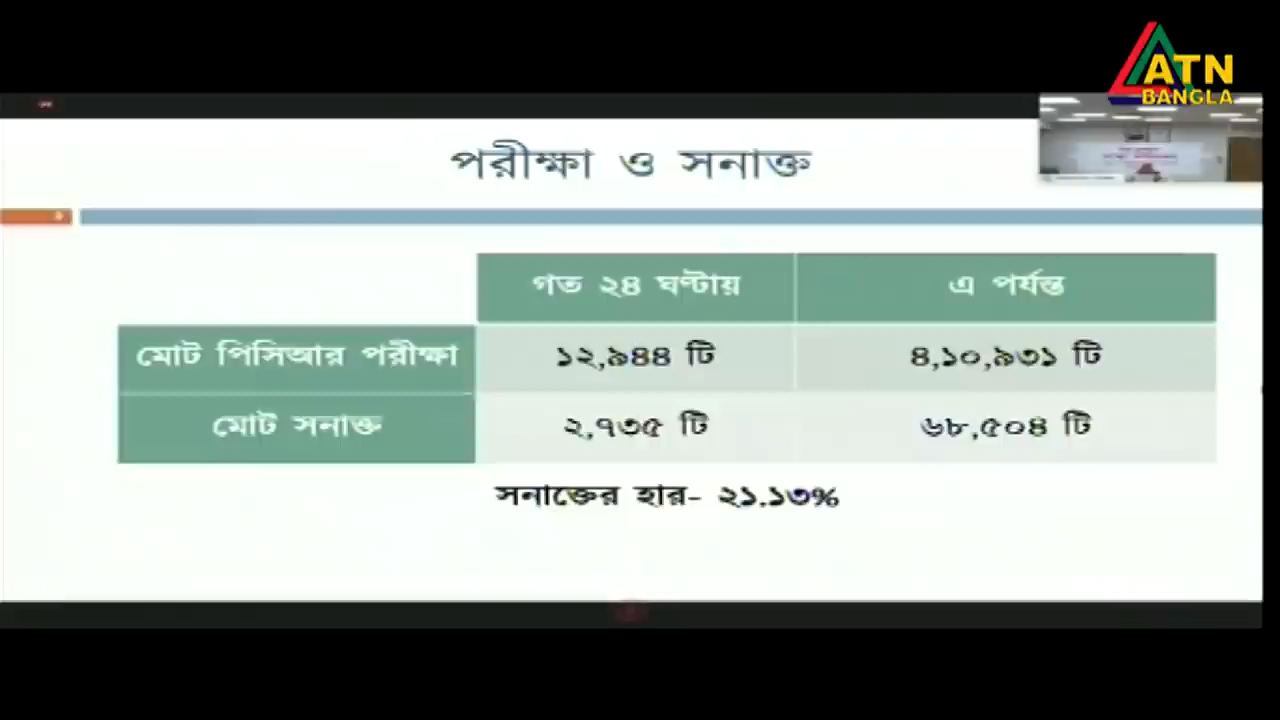 ATN
BANGLA
পরীক্ষা ও সনাক্ত
গত ২৪ ঘণ্টায় এ পর্যন্ত
মোট পিসিআর পরীক্ষা ১২,৯৪৪ টি ৪,১০,৯৩১ টি
মোট সনাক্ত ২,৭৩৫ টি ৬৮,৫০৪ টি
সনাক্তের হার- ২১.১৩%